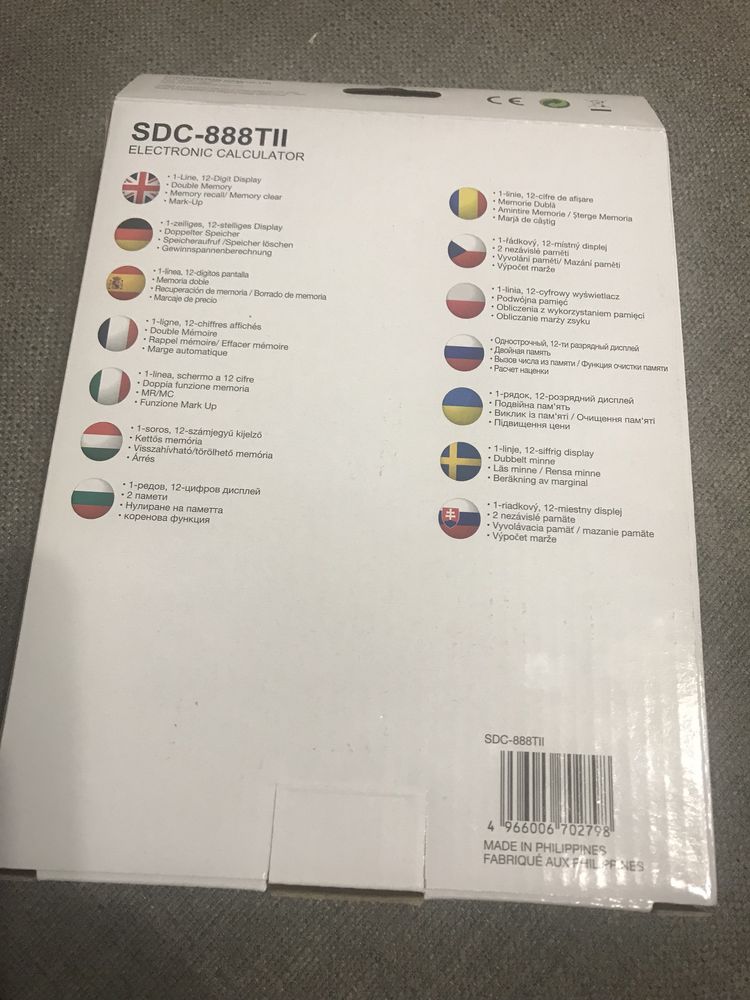 CE
SDC-888TII
ELECTRONIC CALCULATOR
• 1-Line, 12-Digit Display
• Double Memory
• Memory recall/ Memory clear
• Mark-Up
• 1-zeiliges, 12-stelliges Display
• Doppelter Speicher
• Speicheraufruf /Speicher löschen
• Gewinnspannenberechnung
• 1-línea, 12-dígitos pantalla
• Memoria doble
• Recuperación de memoria / Borrado de memoria
• Marcaje de precio
• 1-ligne, 12-chiffres affichés
• Double Mémoire
• Rappel mémoire/ Effacer mémoire
• Marge automatique
• 1-linea, schermo a 12 cifre
• Doppia funzione memoria
• MR/MC
• Funzione Mark Up
• 1-soros, 12-számjegyű kijelző
• Kettős memória
• Visszahívható/törölhető memória
• Árrés
• 1-редов, 12-цифров дисплей
• 2 памети
• Нулиране на паметта
• коренова функция
• 1-linie, 12-cifre de afişare
• Memorie Dublă
• Amintire Memorie / Şterge Memoria
• Marjă de câştig
• 1-řádkový, 12-místný displej
• 2 nezávislé paměti
• Vyvolání paměti/ Mazání paměti
• Výpočet marže
• 1-linia, 12-cyfrowy wyświetlacz
• Podwójna pamięć
• Obliczenia z wykorzystaniem pamięci
• Obliczanie marży zsyku
• Однострочный, 12-ти разрядный дисплей
• Двойная память
• Вызов числа из памяти / Функция очистки памяти
• Расчет наценки
• 1-рядок, 12-розрядний дисплей
• Подвійна пам'ять
• Виклик із пам'яті / Очищення пам'яті
• Підвищення ціни
• 1-linje, 12-siffrig display
• Dubbelt minne
• Läs minne / Rensa minne
• Beräkning av marginal
• 1-riadkový, 12-miestny displej
• 2 nezávislé pamäte
• Vyvolávacia pamäť / mazanie pamäte
• Výpočet marže
SDC-888TII
4 966006 702798
MADE IN PHILIPPINES
FABRIQUÉ AUX PHILIPPINES